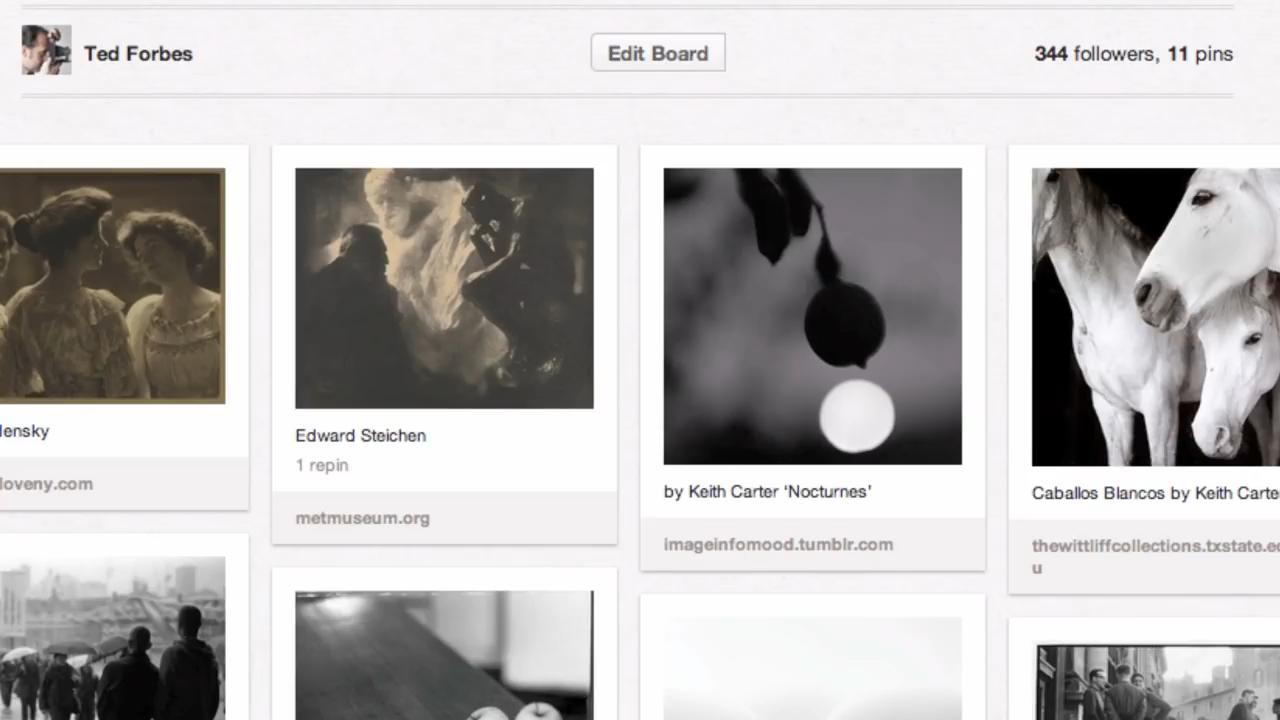 Ted Forbes
Edit Board
344 followers, 11 pins
lensky
loveny.com
Edward Steichen
1 repin
metmuseum.org
by Keith Carter ‘Nocturnes’
imageinfomood.tumblr.com
Caballos Blancos by Keith Carte
thewittliffcollections.txstate.ed
u